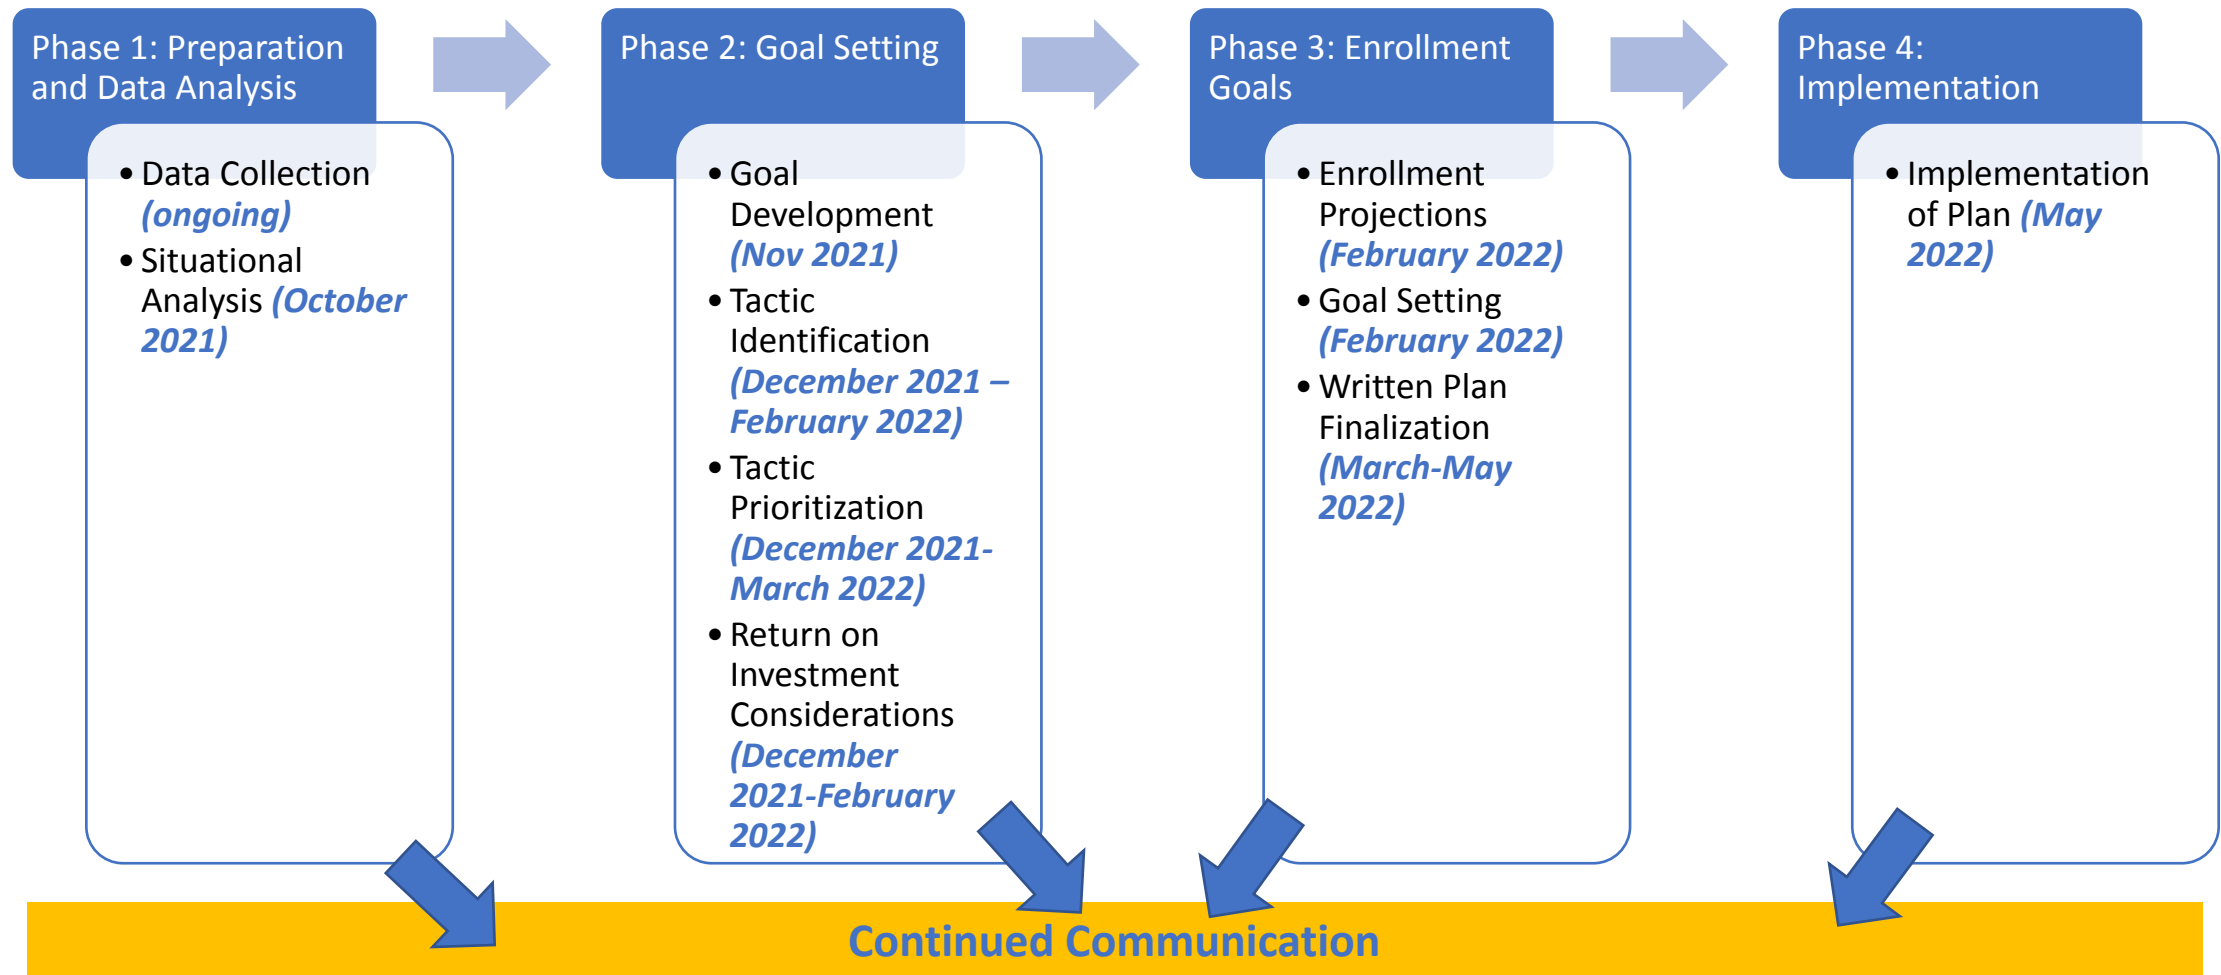 Phase 1: Preparation
and Data Analysis
• Data Collection
(ongoing)
• Situational
Analysis (October
2021)
Phase 2: Goal Setting
• Goal
Development
(Nov 2021)
• Tactic
Identification
(December 2021 –
February 2022)
• Tactic
Prioritization
(December 2021-
March 2022)
• Return on
Investment
Considerations
(December
2021-February
2022)
Phase 3: Enrollment
Goals
• Enrollment
Projections
(February 2022)
• Goal Setting
(February 2022)
• Written Plan
Finalization
(March-May
2022)
Phase 4:
Implementation
• Implementation
of Plan (May
2022)
Continued Communication